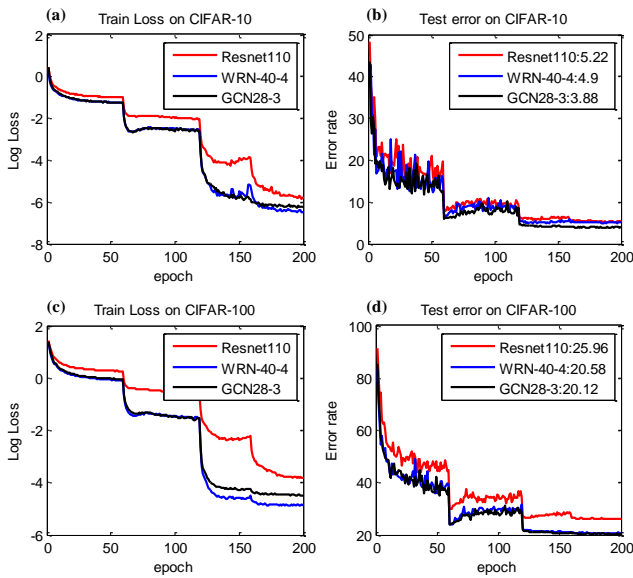 (a) Train Loss on CIFAR-10
Log Loss
2
0
-2
-4
-6
-8
Resnet110
WRN-40-4
GCN28-3
0 50 100 150 200
epoch
(b) Test error on CIFAR-10
Error rate
50
40
30
20
10
0
Resnet110:5.22
WRN-40-4:4.9
GCN28-3:3.88
0 50 100 150 200
epoch
(c) Train Loss on CIFAR-100
Log Loss
2
0
-2
-4
-6
Resnet110
WRN-40-4
GCN28-3
0 50 100 150 200
epoch
(d) Test error on CIFAR-100
Error rate
100
80
60
40
20
Resnet110:25.96
WRN-40-4:20.58
GCN28-3:20.12
0 50 100 150 200
epoch